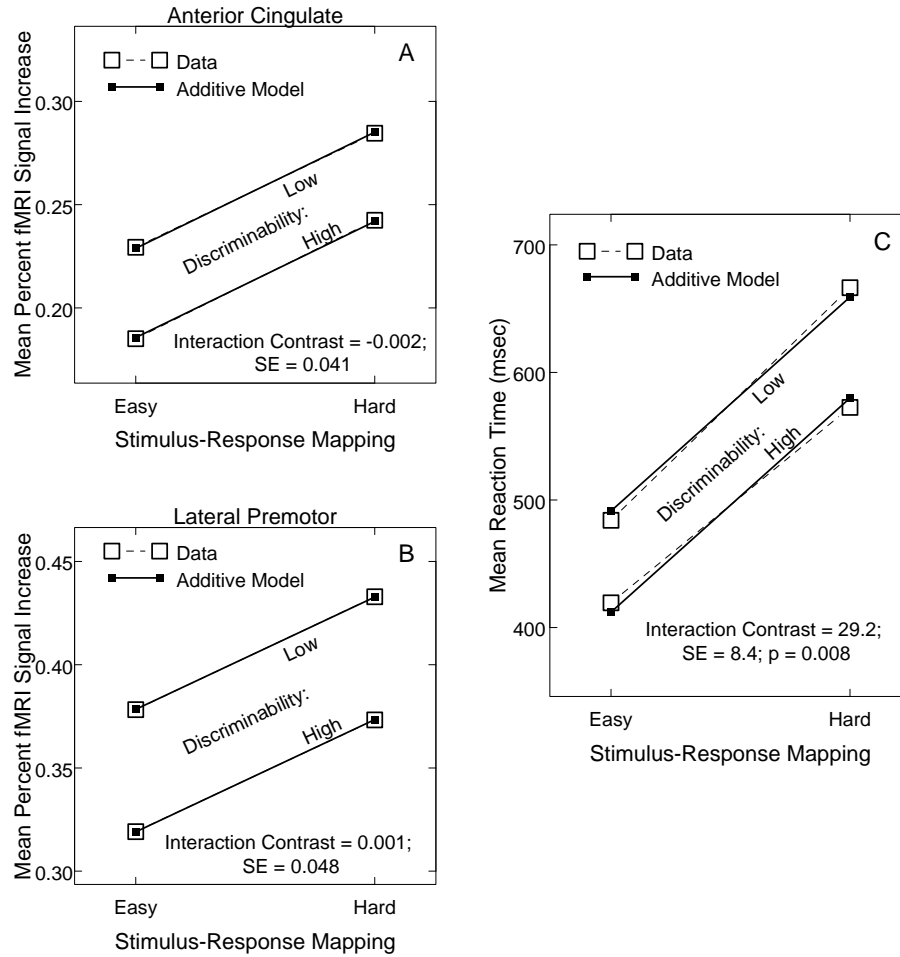 Anterior Cingulate
A
Data
Additive Model
Mean Percent fMRI Signal Increase
0.30
0.25
0.20
Low
Discriminability:
High
Interaction Contrast = -0.002;
SE = 0.041
Easy
Hard
Stimulus-Response Mapping
Lateral Premotor
B
Data
Additive Model
Mean Percent fMRI Signal Increase
0.45
0.40
0.35
0.30
Low
Discriminability:
High
Interaction Contrast = 0.001;
SE = 0.048
Easy
Hard
Stimulus-Response Mapping
C
Data
Additive Model
Mean Reaction Time (msec)
700
600
500
400
Low
Discriminability:
High
Interaction Contrast = 29.2;
SE = 8.4; p = 0.008
Easy
Hard
Stimulus-Response Mapping